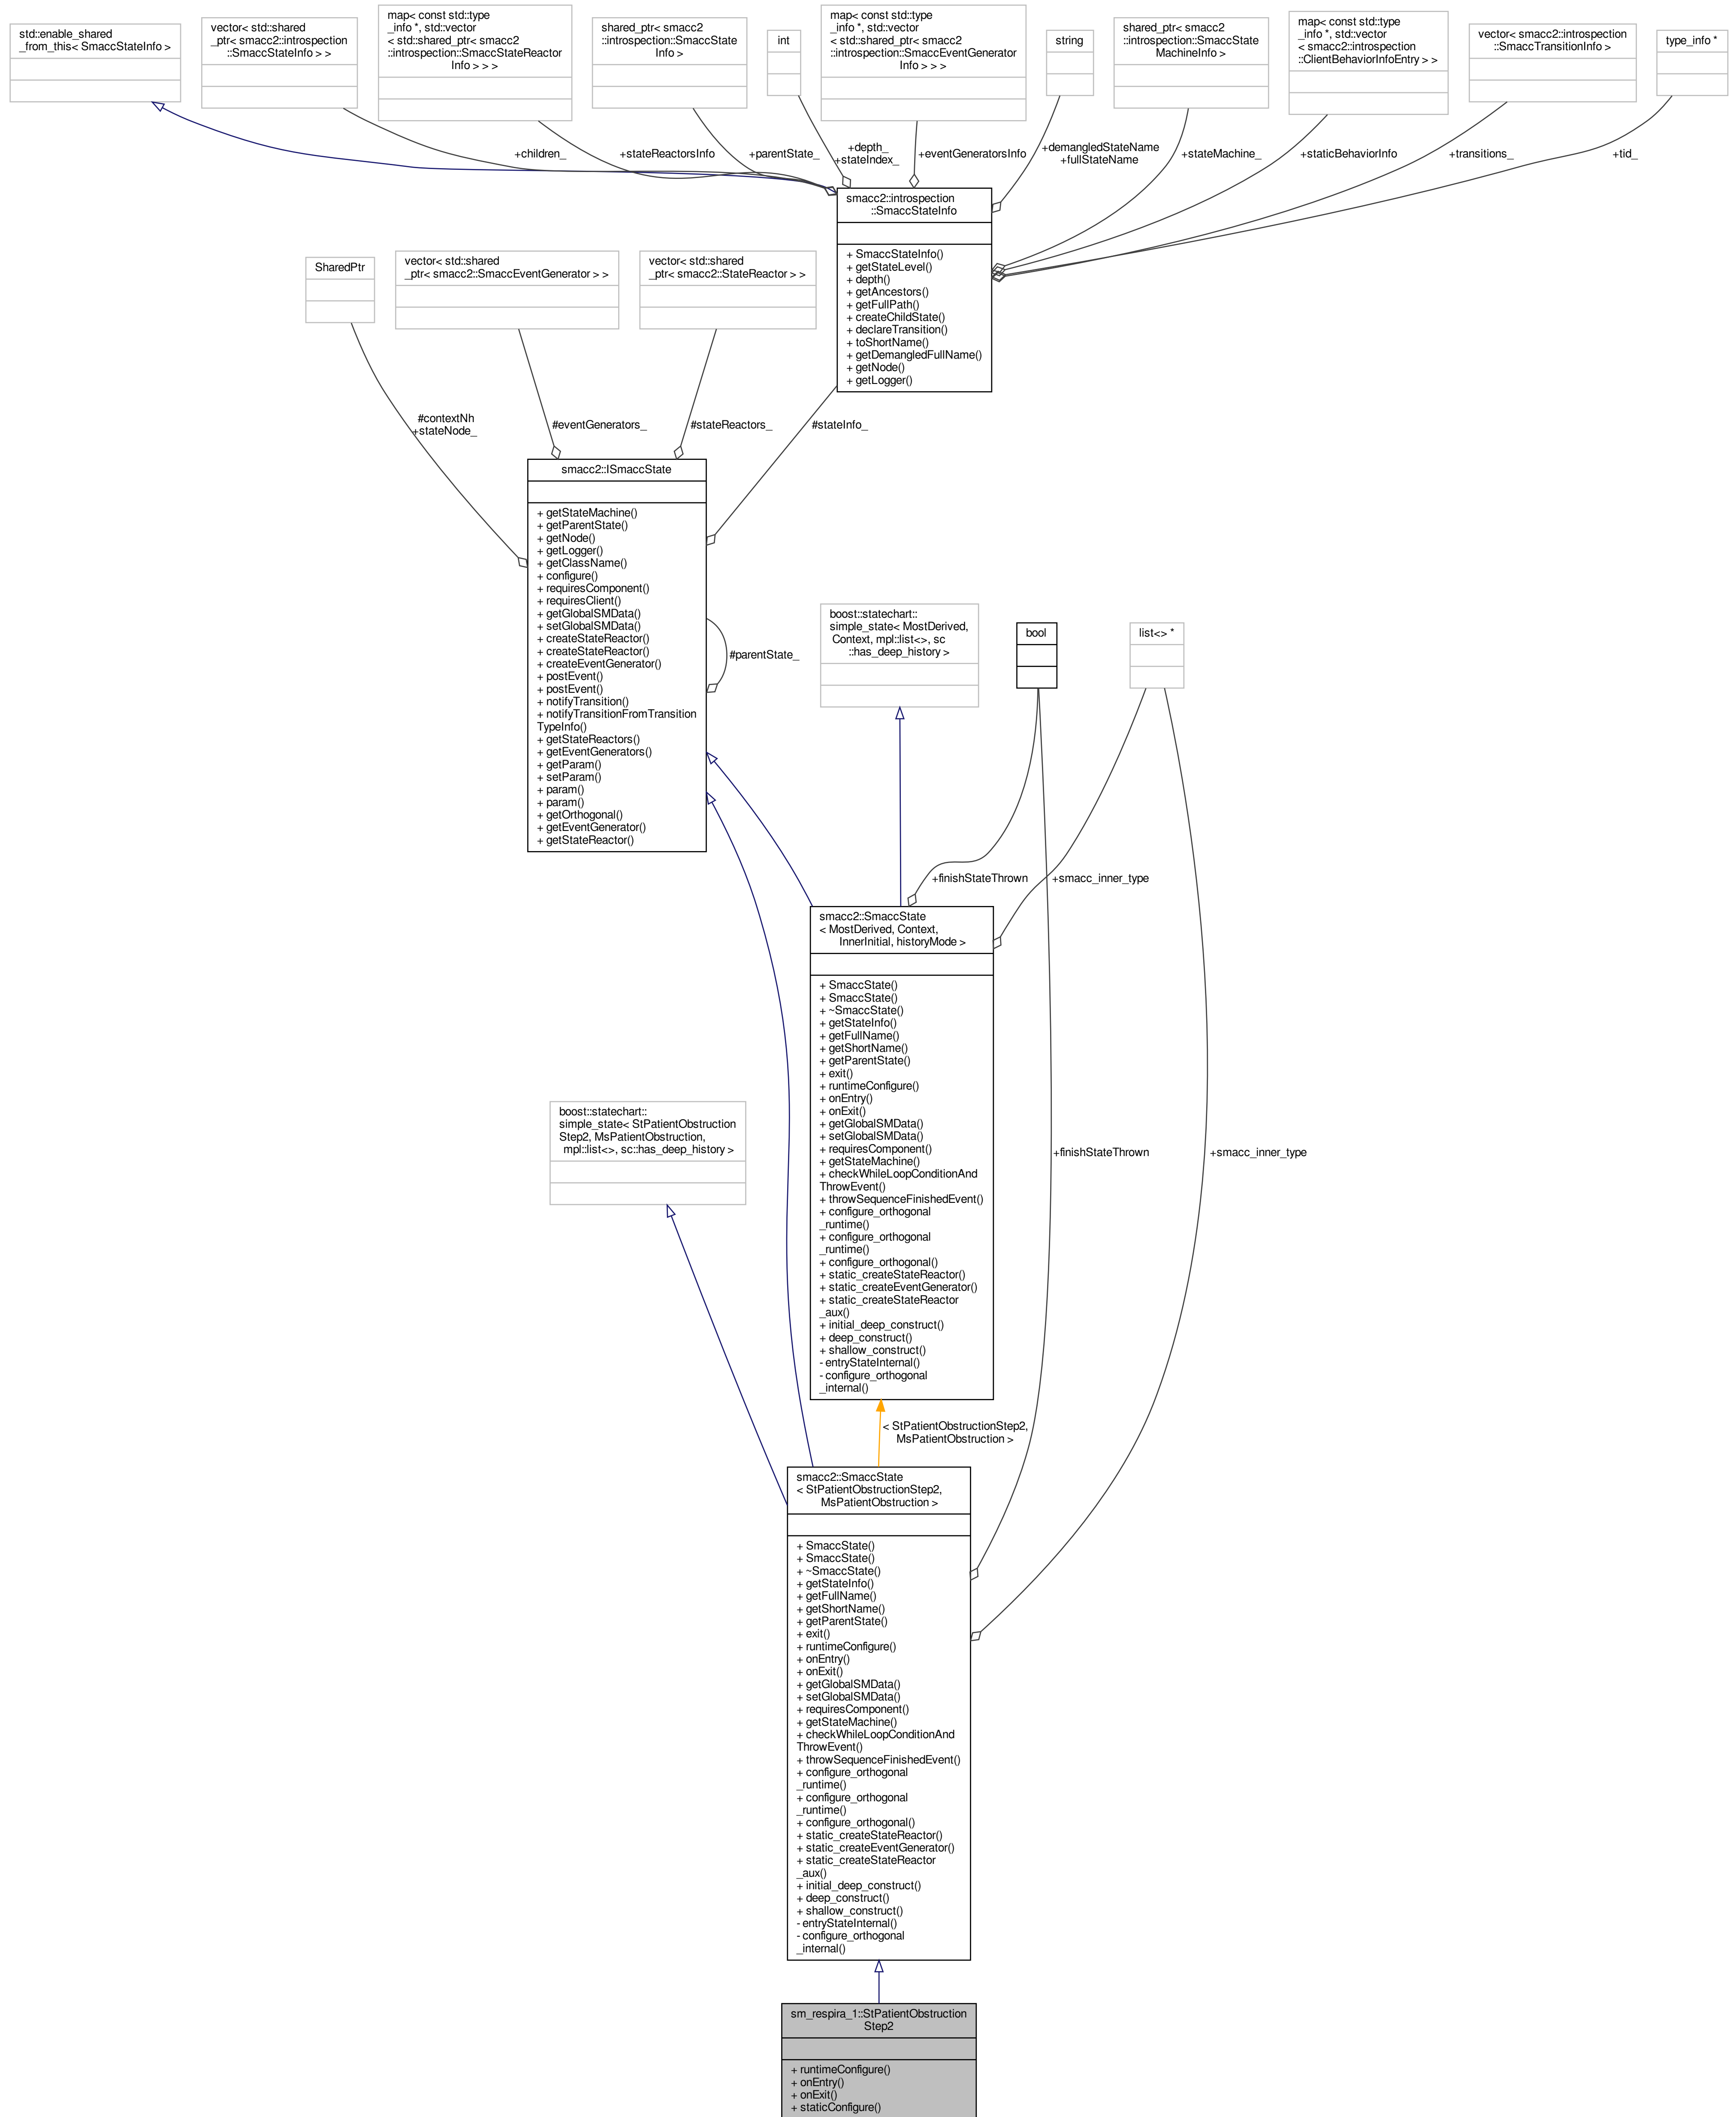 std::enable_shared
_from_this< SmaccStateInfo >
vector< std::shared
_ptr< smacc2::introspection
::SmaccStateInfo > >
map< const std::type
_info *, std::vector
< std::shared_ptr< smacc2
::introspection::SmaccStateReactor
Info > > >
shared_ptr< smacc2
::introspection::SmaccState
Info >
int
map< const std::type
_info *, std::vector
< std::shared_ptr< smacc2
::introspection::SmaccEventGenerator
Info > > >
string
shared_ptr< smacc2
::introspection::SmaccState
MachineInfo >
map< const std::type
_info *, std::vector
< smacc2::introspection
::ClientBehaviorInfoEntry > >
vector< smacc2::introspection
::SmaccTransitionInfo >
type_info *
+children_
+stateReactorsInfo
+parentState_
+depth_
+stateIndex_
+eventGeneratorsInfo
+demangledStateName
+fullStateName
+stateMachine_
+staticBehaviorInfo
+transitions_
+tid_
smacc2::introspection
::SmaccStateInfo
+ SmaccStateInfo()
+ getStateLevel()
+ depth()
+ getAncestors()
+ getFullPath()
+ createChildState()
+ declareTransition()
+ toShortName()
+ getDemangledFullName()
+ getNode()
+ getLogger()
SharedPtr
vector< std::shared
_ptr< smacc2::SmaccEventGenerator > >
vector< std::shared
_ptr< smacc2::StateReactor > >
#contextNh
+stateNode_
#eventGenerators_
#stateReactors_
#stateInfo_
smacc2::ISmaccState
+ getStateMachine()
+ getParentState()
+ getNode()
+ getLogger()
+ getClassName()
+ configure()
+ requiresComponent()
+ requiresClient()
+ getGlobalSMData()
+ setGlobalSMData()
+ createStateReactor()
+ createStateReactor()
+ createEventGenerator()
+ postEvent()
+ postEvent()
+ notifyTransition()
+ notifyTransitionFromTransition
TypeInfo()
+ getStateReactors()
+ getEventGenerators()
+ getParam()
+ setParam()
+ param()
+ param()
+ getOrthogonal()
+ getEventGenerator()
+ getStateReactor()
#parentState_
boost::statechart::
simple_state< MostDerived,
Context, mpl::list<>, sc
::has_deep_history >
bool
list<> *
+finishStateThrown
+smacc_inner_type
smacc2::SmaccState
< MostDerived, Context,
InnerInitial, historyMode >
+ SmaccState()
+ SmaccState()
+ ~SmaccState()
+ getStateInfo()
+ getFullName()
+ getShortName()
+ getParentState()
+ exit()
+ runtimeConfigure()
+ onEntry()
+ onExit()
+ getGlobalSMData()
+ setGlobalSMData()
+ requiresComponent()
+ getStateMachine()
+ checkWhileLoopConditionAnd
ThrowEvent()
+ throwSequenceFinishedEvent()
+ configure_orthogonal
_runtime()
+ configure_orthogonal
_runtime()
+ configure_orthogonal()
+ static_createStateReactor()
+ static_createEventGenerator()
+ static_createStateReactor
_aux()
+ initial_deep_construct()
+ deep_construct()
+ shallow_construct()
- entryStateInternal()
- configure_orthogonal
_internal()
boost::statechart::
simple_state< StPatientObstruction
Step2, MsPatientObstruction,
mpl::list<>, sc::has_deep_history >
+finishStateThrown
+smacc_inner_type
< StPatientObstructionStep2,
MsPatientObstruction >
smacc2::SmaccState
< StPatientObstructionStep2,
MsPatientObstruction >
+ SmaccState()
+ SmaccState()
+ ~SmaccState()
+ getStateInfo()
+ getFullName()
+ getShortName()
+ getParentState()
+ exit()
+ runtimeConfigure()
+ onEntry()
+ onExit()
+ getGlobalSMData()
+ setGlobalSMData()
+ requiresComponent()
+ getStateMachine()
+ checkWhileLoopConditionAnd
ThrowEvent()
+ throwSequenceFinishedEvent()
+ configure_orthogonal
_runtime()
+ configure_orthogonal
_runtime()
+ configure_orthogonal()
+ static_createStateReactor()
+ static_createEventGenerator()
+ static_createStateReactor
_aux()
+ initial_deep_construct()
+ deep_construct()
+ shallow_construct()
- entryStateInternal()
- configure_orthogonal
_internal()
sm_respira_1::StPatientObstruction
Step2
+ runtimeConfigure()
+ onEntry()
+ onExit()
+ staticConfigure()